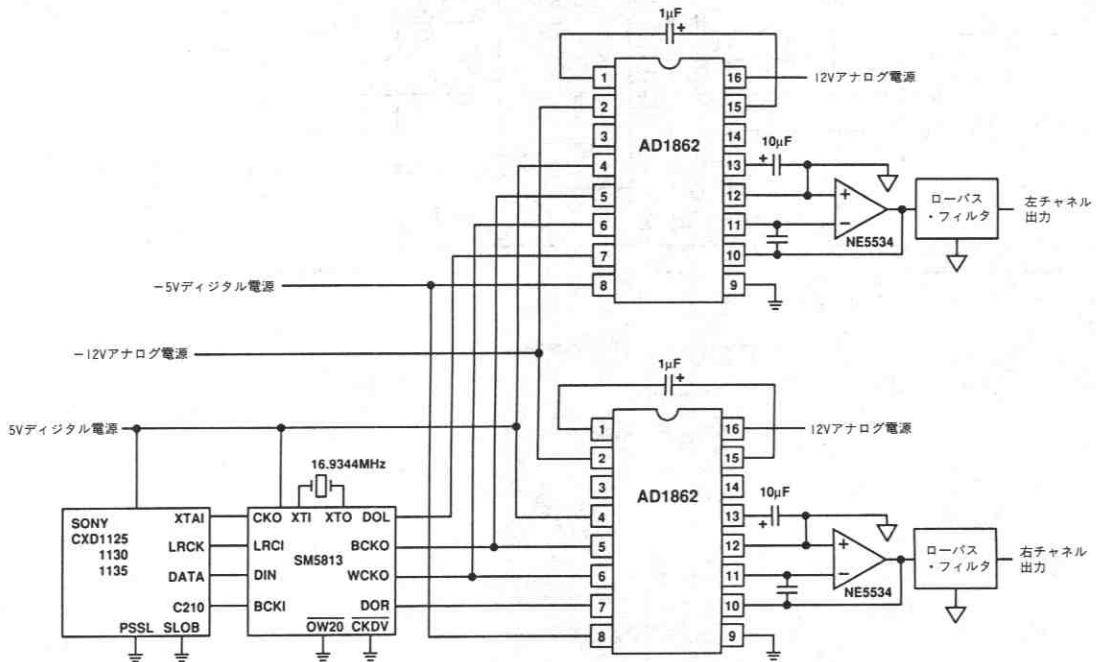 1μF
+
1
16
12Vアナログ電源
2
15
3
14
AD1862
10μF
4
13
+
5
12
+
6
11
−
NE5534
ローパス
・フィルタ
左チャネル
出力
7
10
8
9
−5Vディジタル電源
−12Vアナログ電源
1μF
+
5Vディジタル電源
1
16
12Vアナログ電源
2
15
3
14
AD1862
10μF
4
13
+
5
12
+
6
11
−
NE5534
ローパス
・フィルタ
右チャネル
出力
7
10
8
9
16.9344MHz
SONY
CXD1125
1130
1135
XTAI
LRCK
DATA
C210
PSSL SLOB
CKO XTI XTO DOL
LRCI
BCKO
SM5813
DIN
WCKO
BCKI
DOR
OW20 CKDV